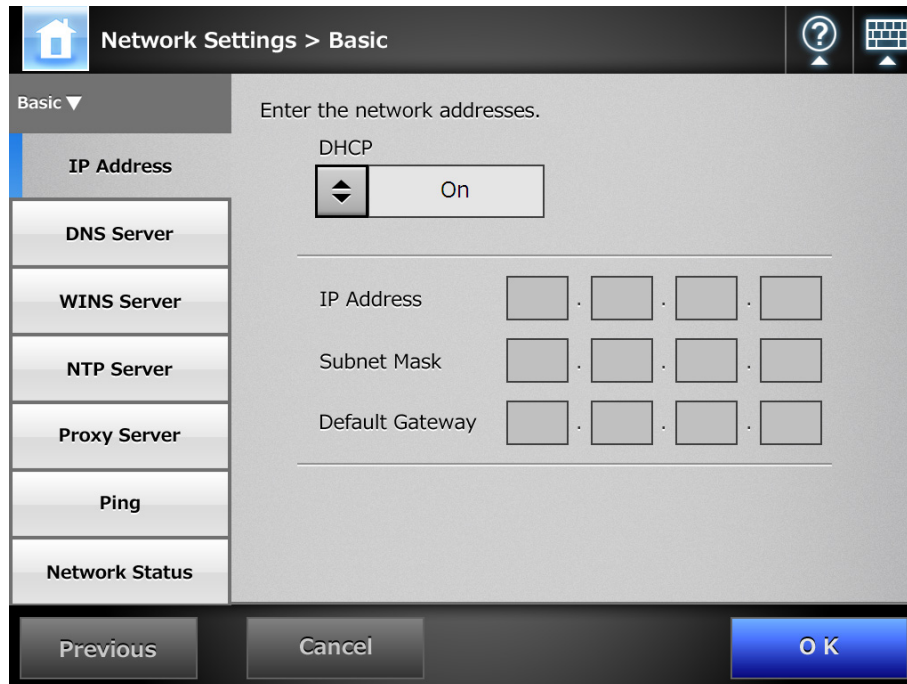 Network Settings > Basic
?
Basic ▼
IP Address
DNS Server
WINS Server
NTP Server
Proxy Server
Ping
Network Status
Enter the network addresses.
DHCP
On
IP Address . . .
Subnet Mask . . .
Default Gateway . . .
Previous
Cancel
OK